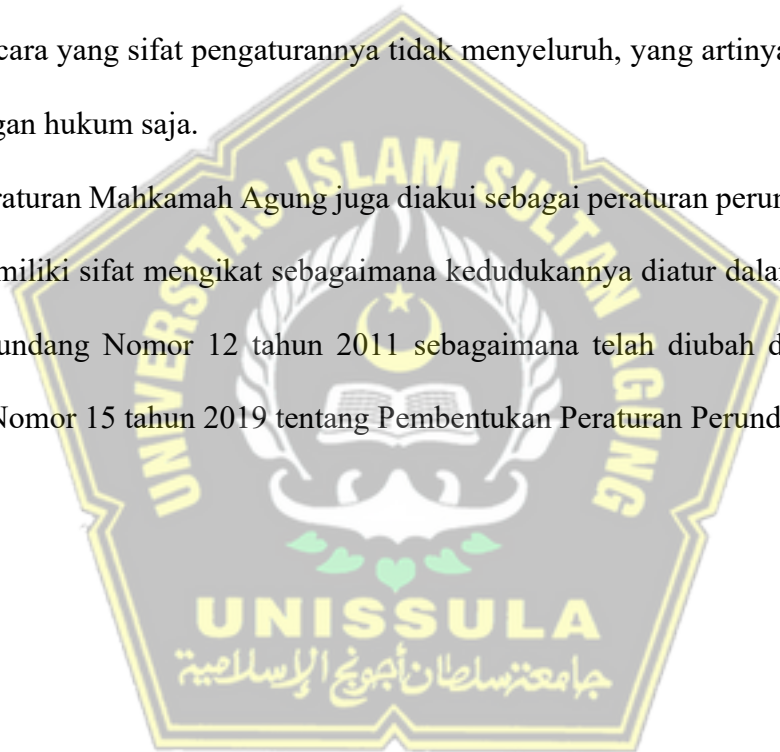 cara yang sifat pengaturannya tidak menyeluruh, yang artinya
gan hukum saja.
raturan Mahkamah Agung juga diakui sebagai peraturan perun
miliki sifat mengikat sebagaimana kedudukannya diatur dalam
undang Nomor 12 tahun 2011 sebagaimana telah diubah d
Nomor 15 tahun 2019 tentang Pembentukan Peraturan Perund
UNIVERSITAS ISLAM SULTAN AGUNG
UNISSULA
جامعة سلطان أجونج الإسلامية